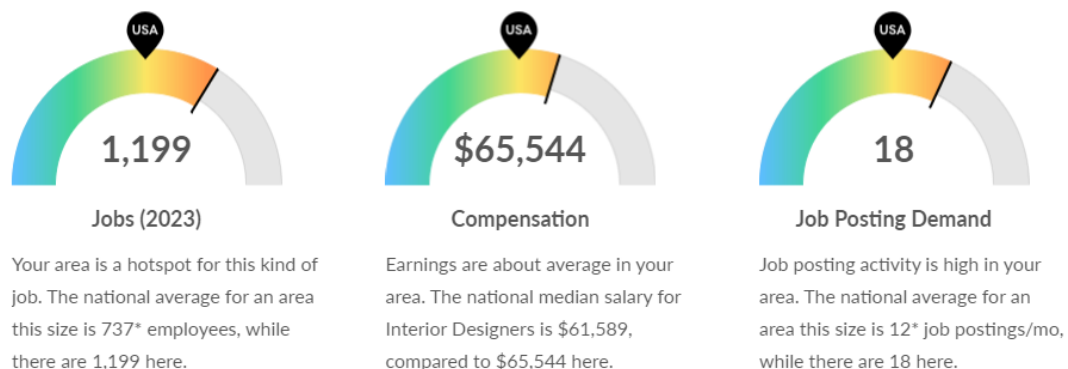 USA
1,199
Jobs (2023)
Your area is a hotspot for this kind of
job. The national average for an area
this size is 737* employees, while
there are 1,199 here.
USA
$65,544
Compensation
Earnings are about average in your
area. The national median salary for
Interior Designers is $61,589,
compared to $65,544 here.
USA
18
Job Posting Demand
Job posting activity is high in your
area. The national average for an
area this size is 12* job postings/mo,
while there are 18 here.